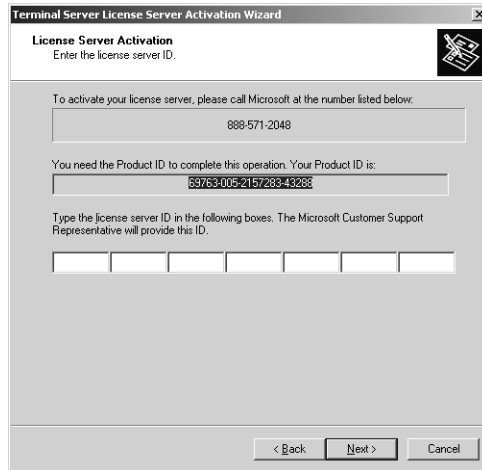 Terminal Server License Server Activation Wizard
License Server Activation
Enter the license server ID.
To activate your license server, please call Microsoft at the number listed below:
888-571-2048
You need the Product ID to complete this operation. Your Product ID is:
69763-005-2157283-43288
Type the license server ID in the following boxes. The Microsoft Customer Support
Representative will provide this ID.
< Back
Next >
Cancel